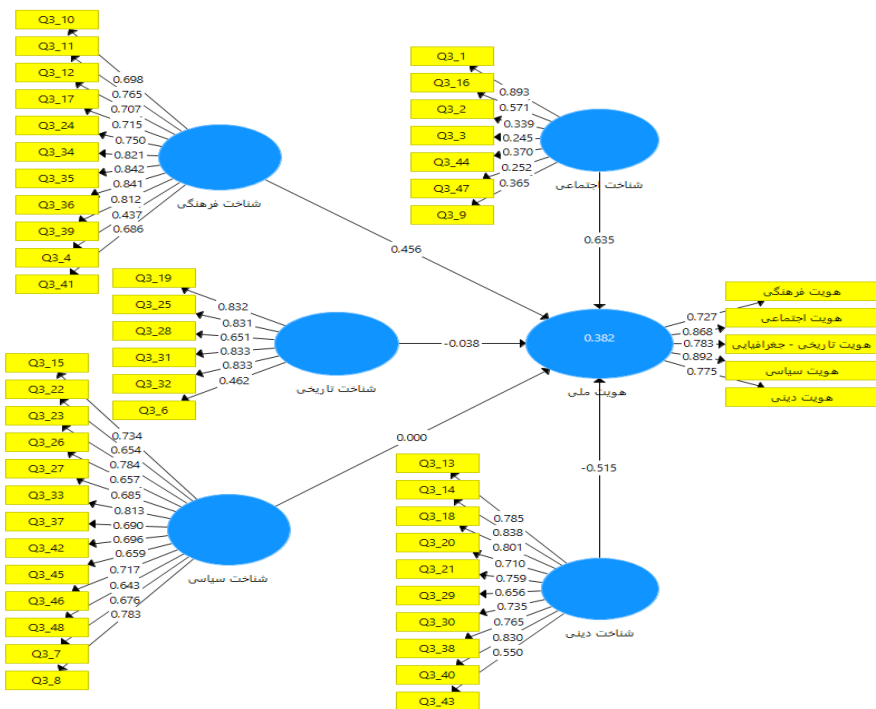 Q3_10
Q3_11
Q3_12
Q3_17
Q3_24
Q3_34
Q3_35
Q3_36
Q3_39
Q3_4
Q3_41
0.698
0.765
0.707
0.715
0.750
0.821
0.842
0.841
0.812
0.437
0.686
شناخت فرهنگی
0.456
Q3_1
Q3_16
Q3_2
Q3_3
Q3_44
Q3_47
Q3_9
0.893
0.571
0.339
0.245
0.370
0.252
0.365
شناخت اجتماعی
0.635
Q3_19
Q3_25
Q3_28
Q3_31
Q3_32
Q3_6
0.832
0.831
0.651
0.833
0.833
0.462
شناخت تاریخی
-0.038
0.382
هویت ملی
0.727
0.868
0.783
0.892
0.775
هویت فرهنگی
هویت اجتماعی
هویت تاریخی - جغرافیایی
هویت سیاسی
هویت دینی
Q3_15
Q3_22
Q3_23
Q3_26
Q3_27
Q3_33
Q3_37
Q3_42
Q3_45
Q3_46
Q3_48
Q3_7
Q3_8
0.734
0.654
0.784
0.657
0.685
0.813
0.690
0.696
0.659
0.717
0.643
0.676
0.783
شناخت سیاسی
0.000
Q3_13
Q3_14
Q3_18
Q3_20
Q3_21
Q3_29
Q3_30
Q3_38
Q3_40
Q3_43
0.785
0.838
0.801
0.710
0.759
0.656
0.735
0.765
0.830
0.550
شناخت دینی
-0.515